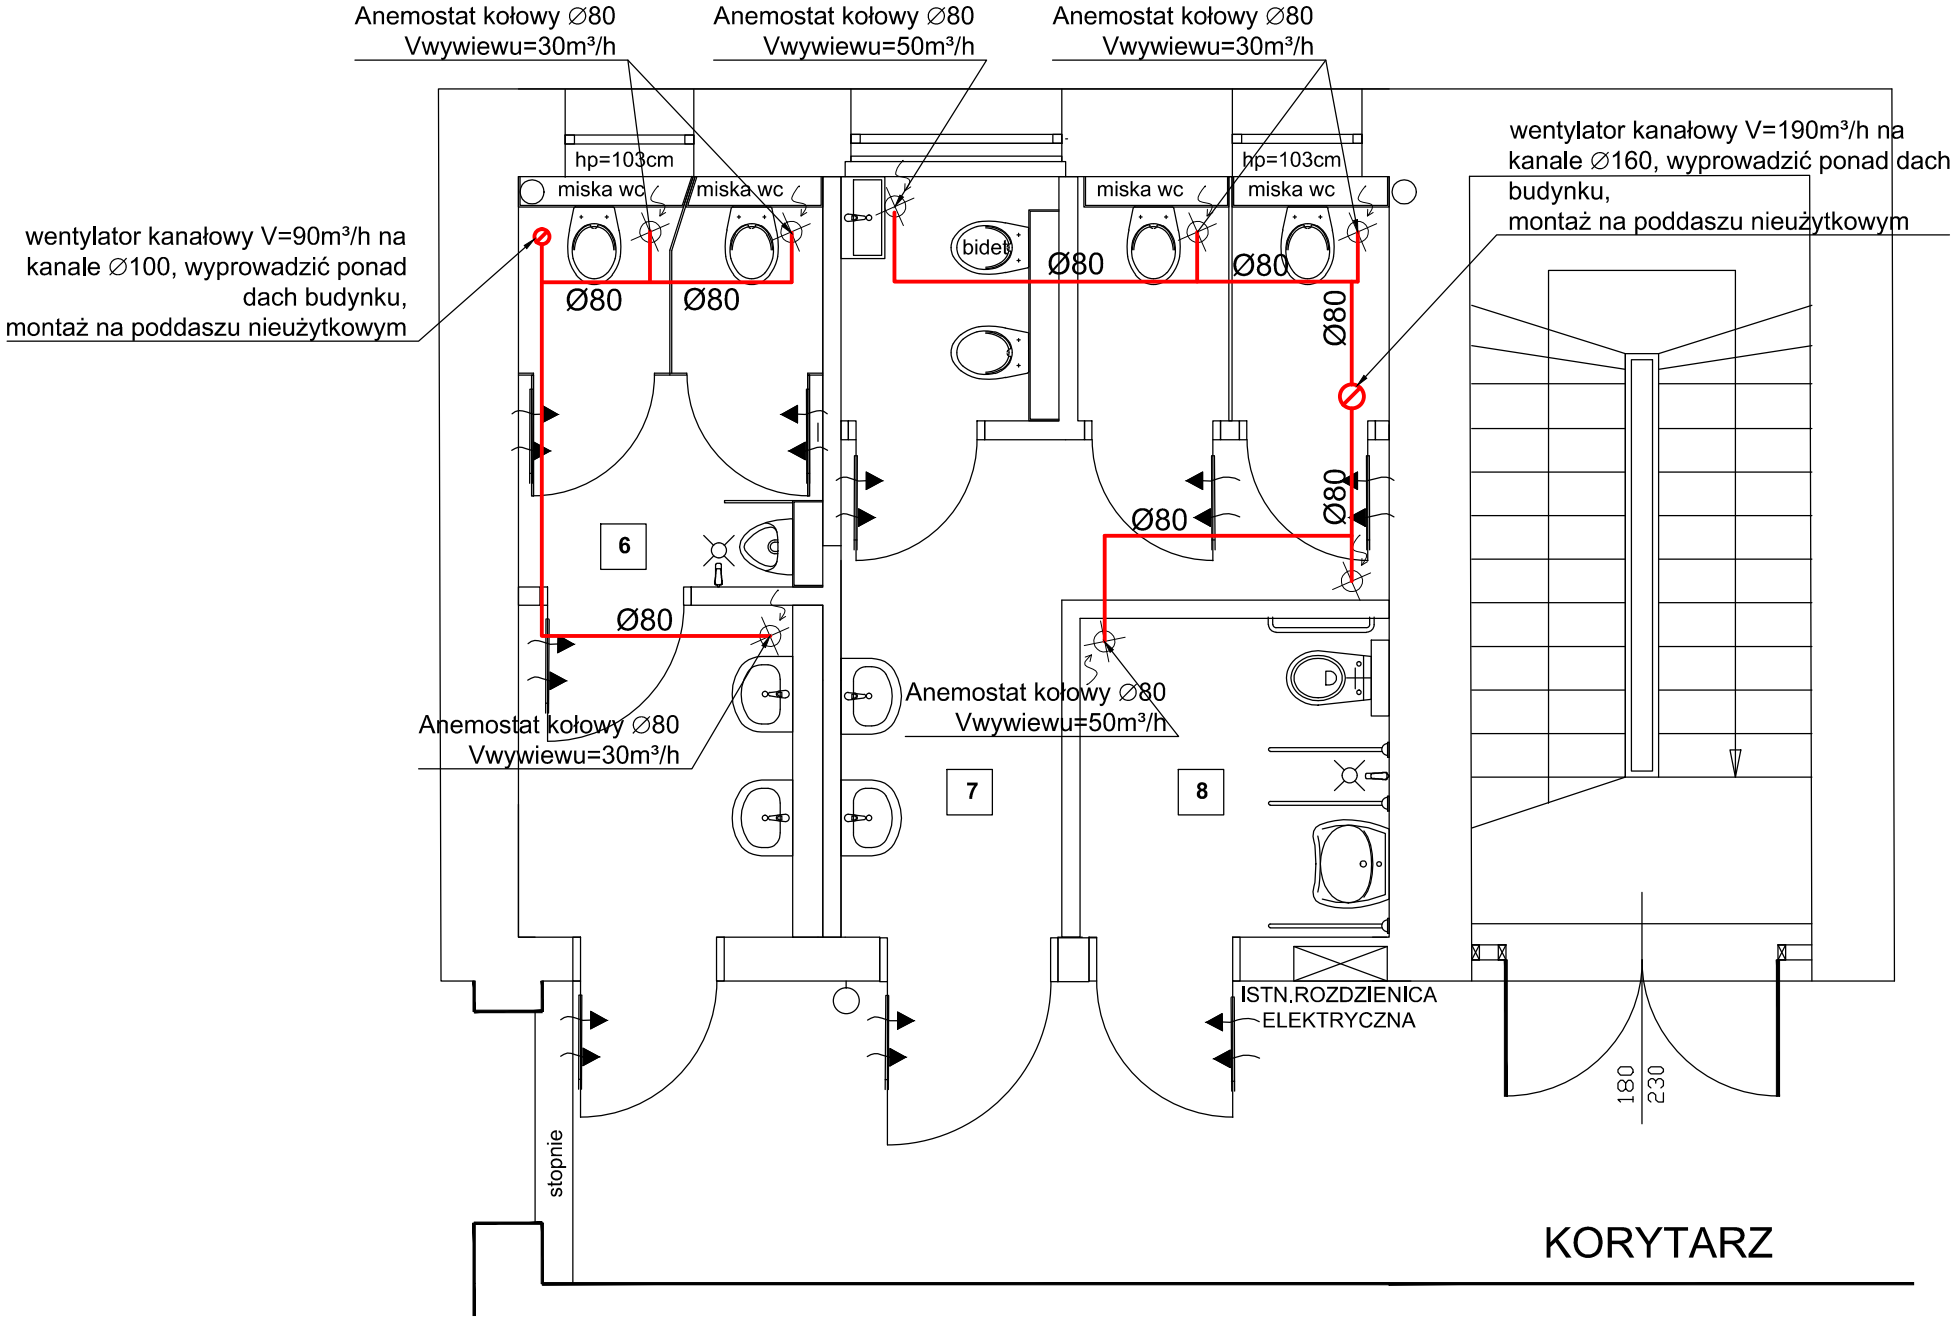 Anemostat kołowy ∅80
Vwywiewu=30m³/h
Anemostat kołowy ∅80
Vwywiewu=50m³/h
Anemostat kołowy ∅80
Vwywiewu=30m³/h
wentylator kanałowy V=190m³/h na
kanale ∅160, wyprowadzić ponad dach
budynku,
montaż na poddaszu nieużytkowym
hp=103cm
hp=103cm
miska wc
miska wc
miska wc
miska wc
wentylator kanałowy V=90m³/h na
kanale ∅100, wyprowadzić ponad
dach budynku,
montaż na poddaszu nieużytkowym
bidet
Ø80
Ø80
Ø80
Ø80
Ø80
Ø80
Ø80
6
Ø80
Anemostat kołowy ∅80
Vwywiewu=30m³/h
Anemostat kołowy ∅80
Vwywiewu=50m³/h
D
7
8
ISTN.ROZDZIENICA
ELEKTRYCZNA
180
230
stopnie
KORYTARZ